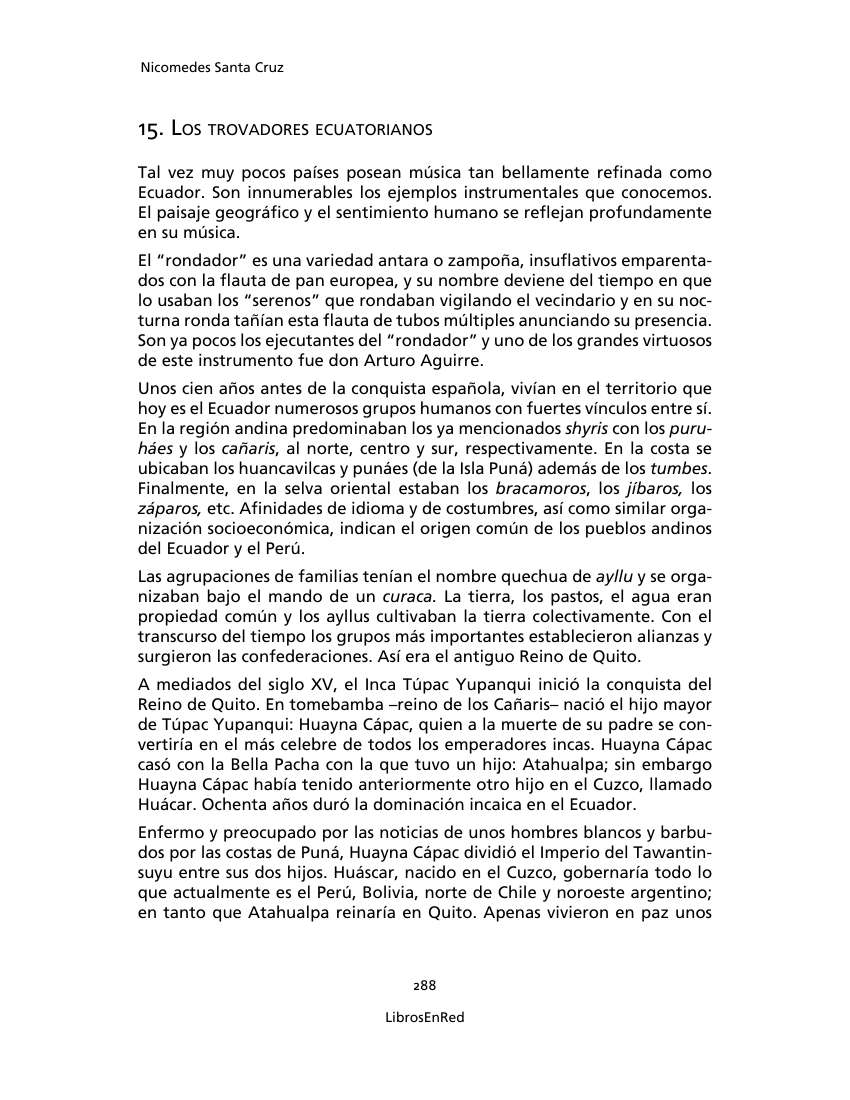 Nicomedes Santa Cruz
15. Los trovadores ecuatorianos
Tal vez muy pocos países posean música tan bellamente refinada como
Ecuador. Son innumerables los ejemplos instrumentales que conocemos.
El paisaje geográfico y el sentimiento humano se reflejan profundamente
en su música.
El “rondador” es una variedad antara o zampoña, insuflativos emparenta-
dos con la flauta de pan europea, y su nombre deviene del tiempo en que
lo usaban los “serenos” que rondaban vigilando el vecindario y en su noc-
turna ronda tañían esta flauta de tubos múltiples anunciando su presencia.
Son ya pocos los ejecutantes del “rondador” y uno de los grandes virtuosos
de este instrumento fue don Arturo Aguirre.
Unos cien años antes de la conquista española, vivían en el territorio que
hoy es el Ecuador numerosos grupos humanos con fuertes vínculos entre sí.
En la región andina predominaban los ya mencionados shyris con los puru-
háes y los cañaris, al norte, centro y sur, respectivamente. En la costa se
ubicaban los huancavilcas y punáes (de la Isla Puná) además de los tumbes.
Finalmente, en la selva oriental estaban los bracamoros, los jíbaros, los
záparos, etc. Afinidades de idioma y de costumbres, así como similar orga-
nización socioeconómica, indican el origen común de los pueblos andinos
del Ecuador y el Perú.
Las agrupaciones de familias tenían el nombre quechua de ayllu y se orga-
nizaban bajo el mando de un curaca. La tierra, los pastos, el agua eran
propiedad común y los ayllus cultivaban la tierra colectivamente. Con el
transcurso del tiempo los grupos más importantes establecieron alianzas y
surgieron las confederaciones. Así era el antiguo Reino de Quito.
A mediados del siglo XV, el Inca Túpac Yupanqui inició la conquista del
Reino de Quito. En tomebamba –reino de los Cañaris– nació el hijo mayor
de Túpac Yupanqui: Huayna Cápac, quien a la muerte de su padre se con-
vertiría en el más celebre de todos los emperadores incas. Huayna Cápac
casó con la Bella Pacha con la que tuvo un hijo: Atahualpa; sin embargo
Huayna Cápac había tenido anteriormente otro hijo en el Cuzco, llamado
Huácar. Ochenta años duró la dominación incaica en el Ecuador.
Enfermo y preocupado por las noticias de unos hombres blancos y barbu-
dos por las costas de Puná, Huayna Cápac dividió el Imperio del Tawantin-
suyu entre sus dos hijos. Huáscar, nacido en el Cuzco, gobernaría todo lo
que actualmente es el Perú, Bolivia, norte de Chile y noroeste argentino;
en tanto que Atahualpa reinaría en Quito. Apenas vivieron en paz unos
288
LibrosEnRed